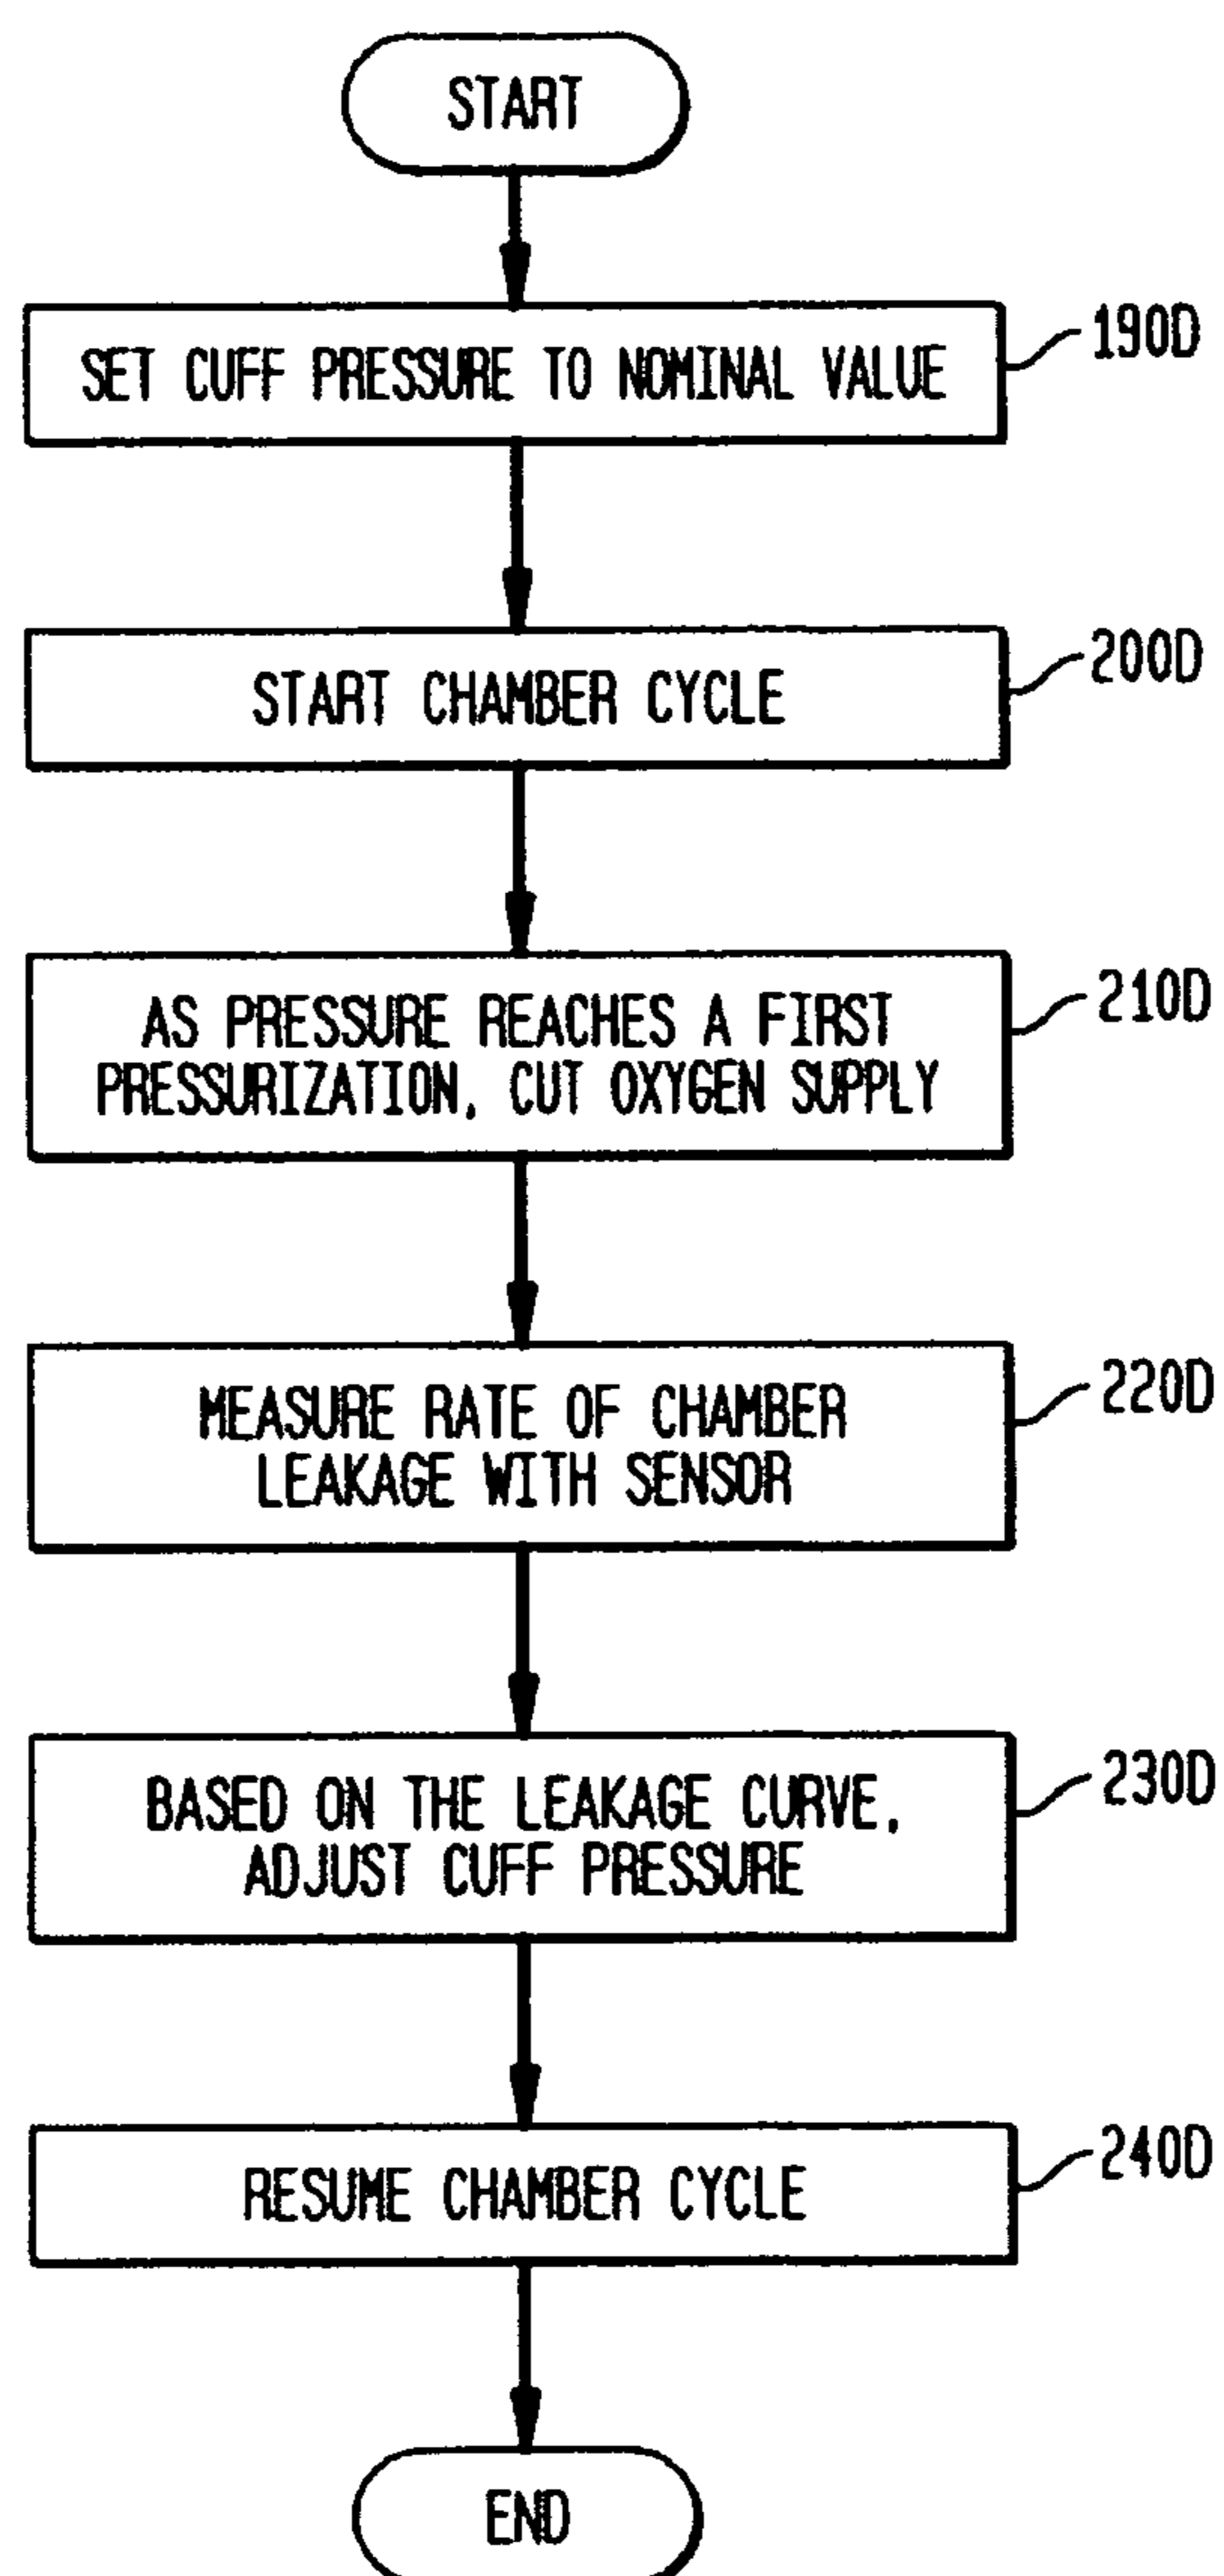 START
SET CUFF PRESSURE TO NOMINAL VALUE
190D
START CHAMBER CYCLE
200D
AS PRESSURE REACHES A FIRST
PRESSURIZATION, CUT OXYGEN SUPPLY
210D
MEASURE RATE OF CHAMBER
LEAKAGE WITH SENSOR
220D
BASED ON THE LEAKAGE CURVE,
ADJUST CUFF PRESSURE
230D
RESUME CHAMBER CYCLE
240D
END